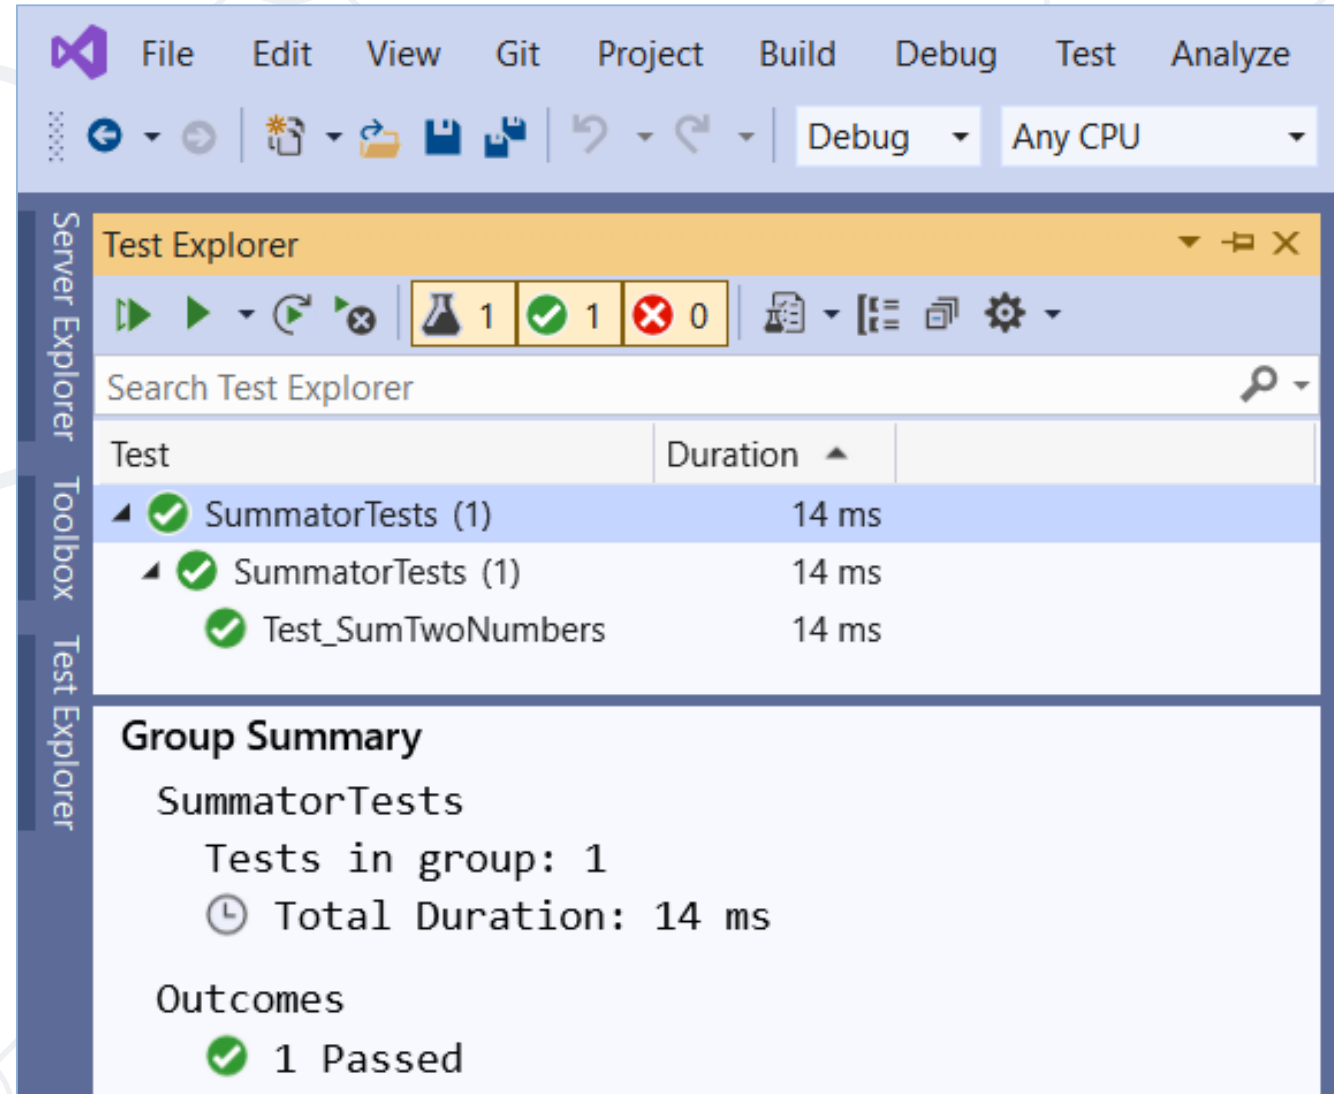 File Edit View Git Project Build Debug Test Analyze
Debug Any CPU
Server Explorer
Toolbox
Test Explorer
Test Explorer
1 1 0
Search Test Explorer
Test Duration
SummatorTests (1) 14 ms
SummatorTests (1) 14 ms
Test_SumTwoNumbers 14 ms
Group Summary
SummatorTests
Tests in group: 1
Total Duration: 14 ms
Outcomes
1 Passed